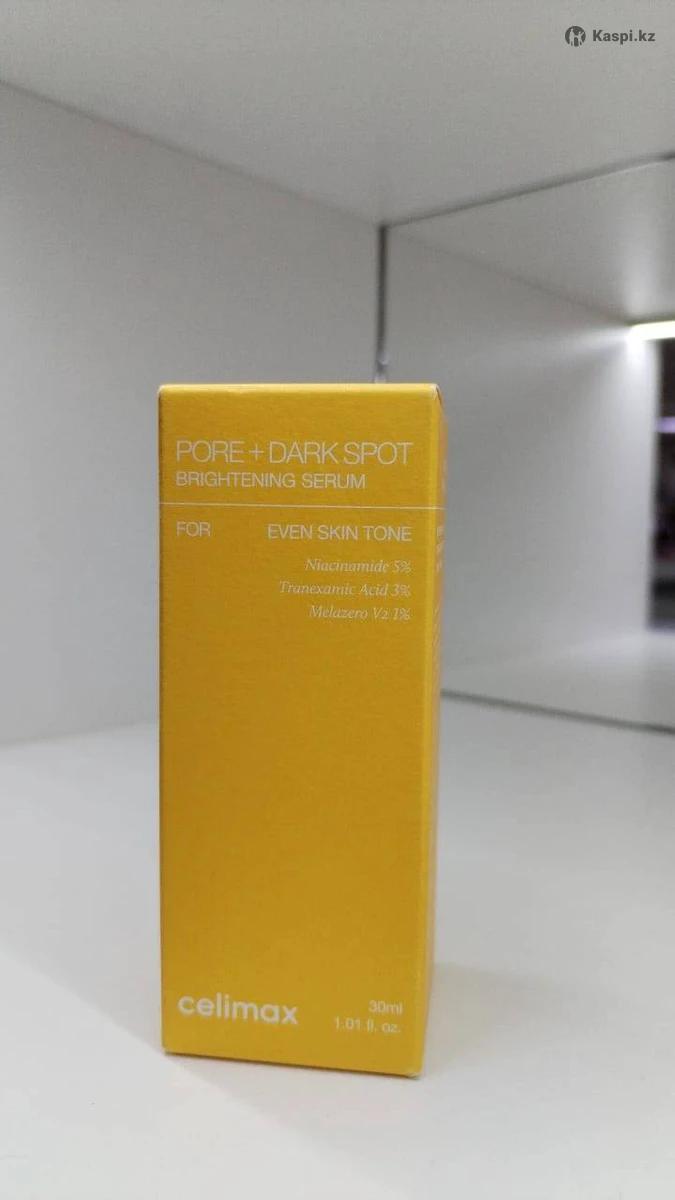 Kaspi.kz
PORE + DARK SPOT
BRIGHTENING SERUM
FOR EVEN SKIN TONE
Niacinamide 5%
Tranexamic Acid 3%
Melazero V2 1%
celimax
30ml
1.01 fl. oz.